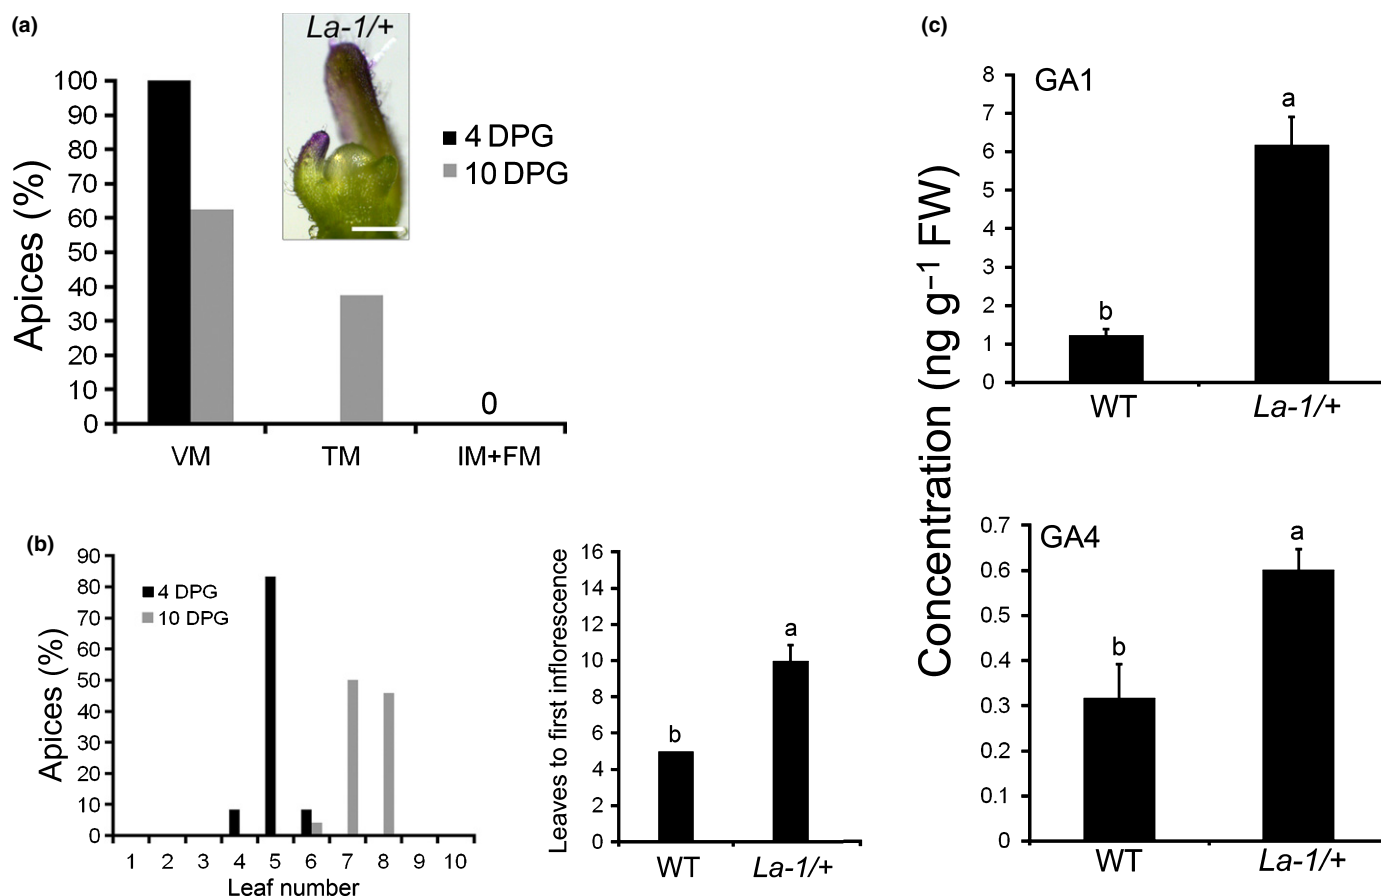 (a)
La-1/+
100
90
80
70
60
50
40
30
20
10
0
Apices (%)
4 DPG
10 DPG
0
VM TM IM+FM
(b)
90
80
70
60
50
40
30
20
10
0
Apices (%)
4 DPG
10 DPG
1 2 3 4 5 6 7 8 9 10
Leaf number
16
14
12
10
8
6
4
2
0
Leaves to first inflorescence
b
a
WT La-1/+
(c)
Concentration (ng g⁻¹ FW)
GA1
8
7
6
5
4
3
2
1
0
b
a
WT La-1/+
GA4
0.7
0.6
0.5
0.4
0.3
0.2
0.1
0
b
a
WT La-1/+